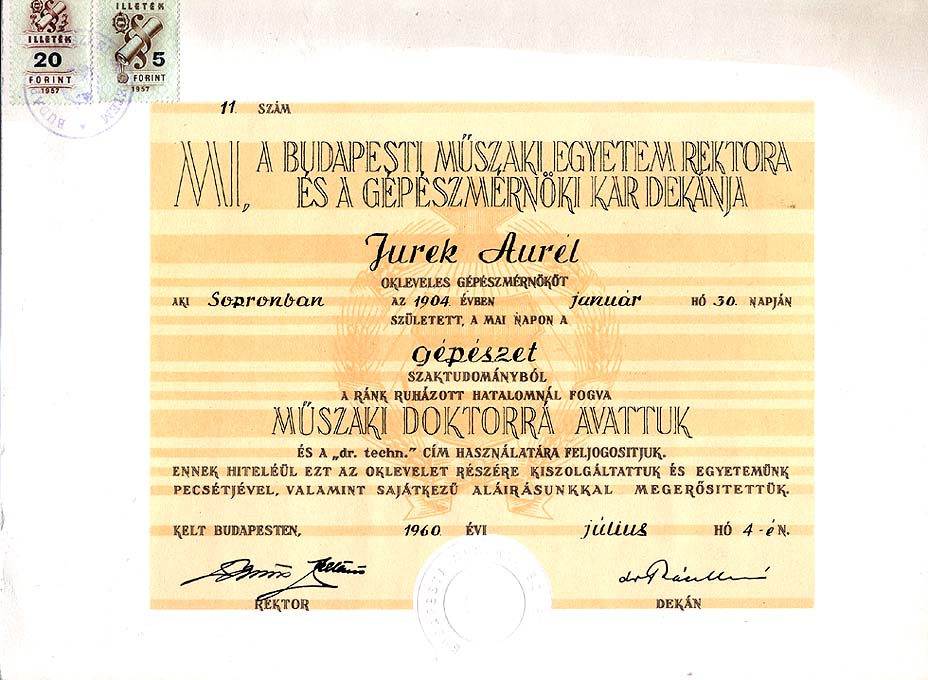 ILLETÉK
20
FORINT
1957
ILLETÉK
5
FORINT
1957
11. SZÁM
MI, A BUDAPESTI MŰSZAKI EGYETEM REKTORA
ÉS A GÉPÉSZMÉRNÖKI KAR DEKÁNJA
Jurek Aurél
OKLEVELES GÉPÉSZMÉRNÖKÖT
AKI Sopronban AZ 1904. ÉVBEN január HÓ 30. NAPJÁN
SZÜLETETT, A MAI NAPON A
gépészet
SZAKTUDOMÁNYBÓL
A RÁNK RUHÁZOTT HATALOMNÁL FOGVA
MŰSZAKI DOKTORRÁ AVATTUK
ÉS A „dr. techn." CÍM HASZNÁLATÁRA FELJOGOSITJUK.
ENNEK HITELÉÜL EZT AZ OKLEVELET RÉSZÉRE KISZOLGÁLTATTUK ÉS EGYETEMÜNK
PECSÉTJÉVEL, VALAMINT SAJÁTKEZŰ ALÁIRÁSUNKKAL MEGERŐSITETTÜK.
KELT BUDAPESTEN, 1960 ÉVI július HÓ 4-én.
REKTOR
DEKÁN